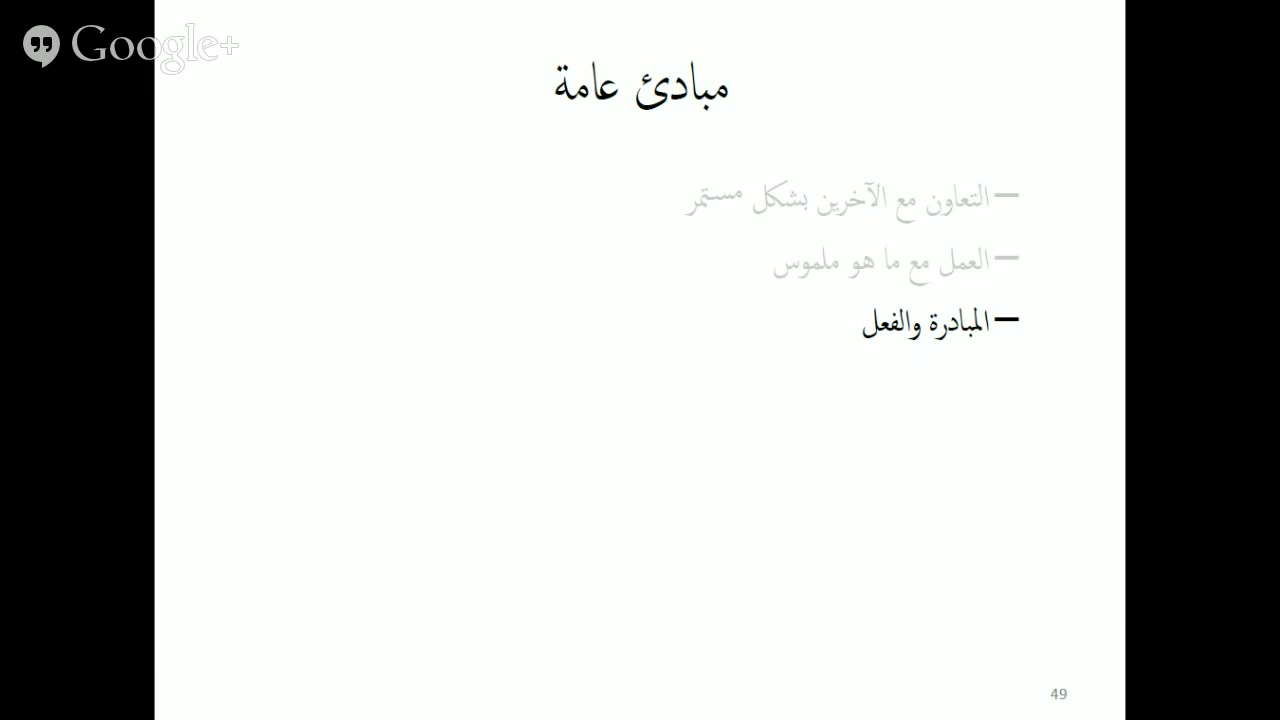 Google+
مبادئ عامة
– التعاون مع الآخرين بشكل مستمر
– العمل مع ما هو ملموس
– المبادرة والفعل
49